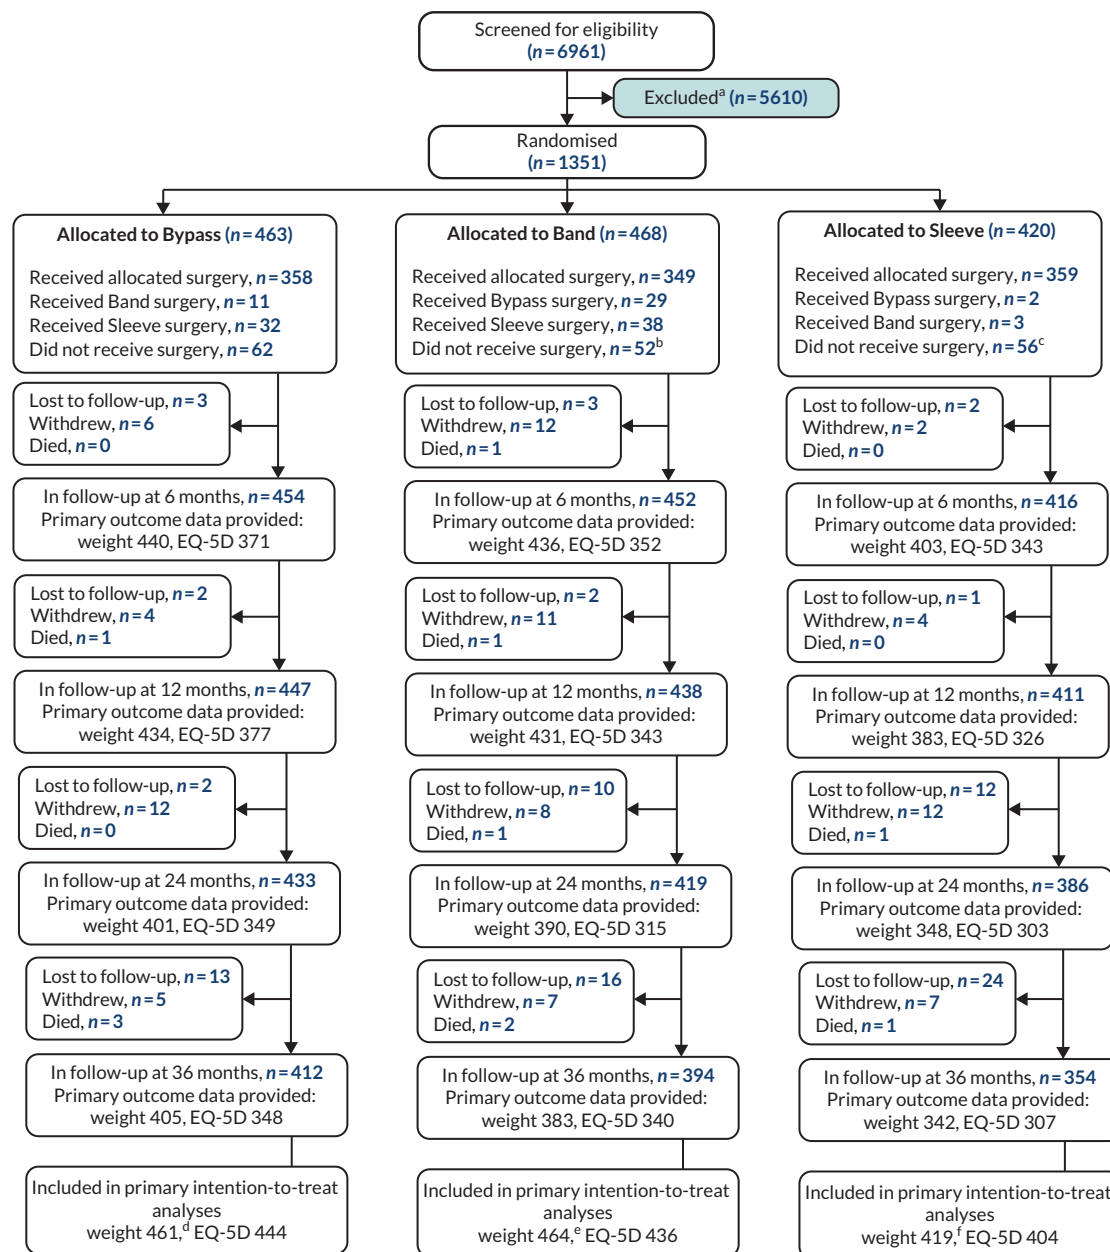 Screened for eligibility
(n=6961)
Excludedᵃ (n=5610)
Randomised
(n=1351)
Allocated to Bypass (n=463)
Received allocated surgery, n=358
Received Band surgery, n=11
Received Sleeve surgery, n=32
Did not receive surgery, n=62
Allocated to Band (n=468)
Received allocated surgery, n=349
Received Bypass surgery, n=29
Received Sleeve surgery, n=38
Did not receive surgery, n=52ᵇ
Allocated to Sleeve (n=420)
Received allocated surgery, n=359
Received Bypass surgery, n=2
Received Band surgery, n=3
Did not receive surgery, n=56ᶜ
Lost to follow-up, n=3
Withdrew, n=6
Died, n=0
Lost to follow-up, n=3
Withdrew, n=12
Died, n=1
Lost to follow-up, n=2
Withdrew, n=2
Died, n=0
In follow-up at 6 months, n=454
Primary outcome data provided:
weight 440, EQ-5D 371
In follow-up at 6 months, n=452
Primary outcome data provided:
weight 436, EQ-5D 352
In follow-up at 6 months, n=416
Primary outcome data provided:
weight 403, EQ-5D 343
Lost to follow-up, n=2
Withdrew, n=4
Died, n=1
Lost to follow-up, n=2
Withdrew, n=11
Died, n=1
Lost to follow-up, n=1
Withdrew, n=4
Died, n=0
In follow-up at 12 months, n=447
Primary outcome data provided:
weight 434, EQ-5D 377
In follow-up at 12 months, n=438
Primary outcome data provided:
weight 431, EQ-5D 343
In follow-up at 12 months, n=411
Primary outcome data provided:
weight 383, EQ-5D 326
Lost to follow-up, n=2
Withdrew, n=12
Died, n=0
Lost to follow-up, n=10
Withdrew, n=8
Died, n=1
Lost to follow-up, n=12
Withdrew, n=12
Died, n=1
In follow-up at 24 months, n=433
Primary outcome data provided:
weight 401, EQ-5D 349
In follow-up at 24 months, n=419
Primary outcome data provided:
weight 390, EQ-5D 315
In follow-up at 24 months, n=386
Primary outcome data provided:
weight 348, EQ-5D 303
Lost to follow-up, n=13
Withdrew, n=5
Died, n=3
Lost to follow-up, n=16
Withdrew, n=7
Died, n=2
Lost to follow-up, n=24
Withdrew, n=7
Died, n=1
In follow-up at 36 months, n=412
Primary outcome data provided:
weight 405, EQ-5D 348
In follow-up at 36 months, n=394
Primary outcome data provided:
weight 383, EQ-5D 340
In follow-up at 36 months, n=354
Primary outcome data provided:
weight 342, EQ-5D 307
Included in primary intention-to-treat
analyses
weight 461,ᵈ EQ-5D 444
Included in primary intention-to-treat
analyses
weight 464,ᵉ EQ-5D 436
Included in primary intention-to-treat
analyses
weight 419,ᶠ EQ-5D 404